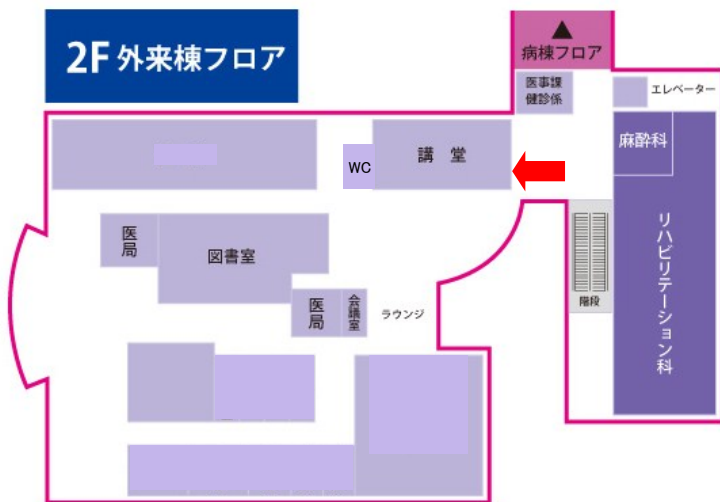 2F 外来棟フロア
▲
病棟フロア
医事課
健診係
エレベーター
麻酔科
WC
講 堂
医局
図書室
リハビリテーション科
階段
医局
会議室
ラウンジ